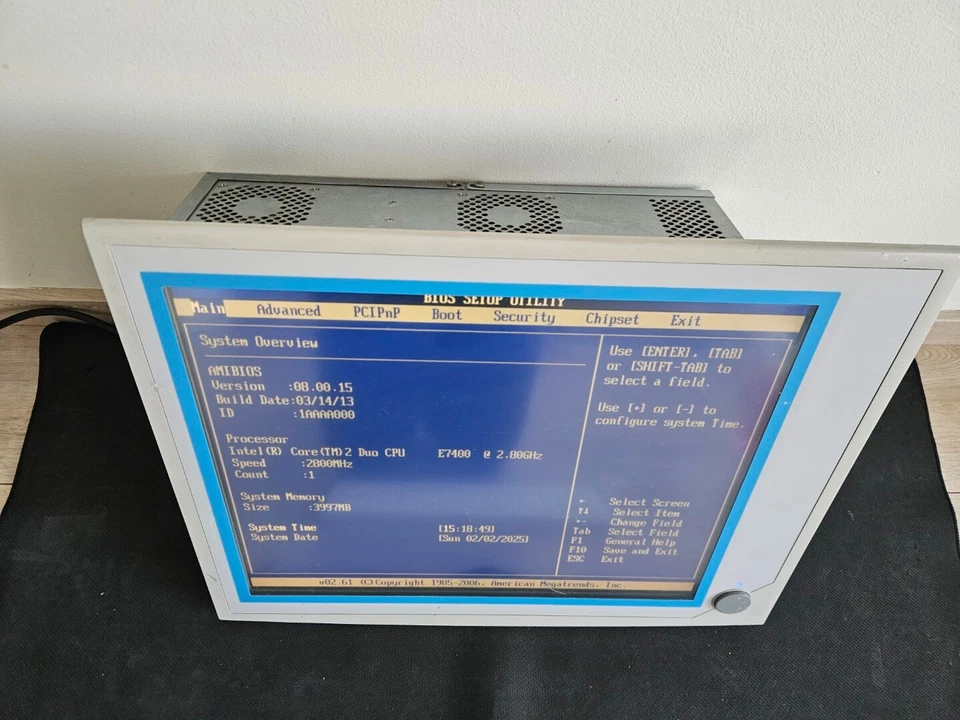 BIOS SETUP UTILITY
Main Advanced PCIPnP Boot Security Chipset Exit
System Overview
AMIBIOS
Version :08.00.15
Build Date:03/14/13
ID :1AAAA000
Processor
Intel(R) Core(TM)2 Duo CPU E7400 @ 2.80GHz
Speed :2800MHz
Count :1
System Memory
Size :3997MB
System Time [15:18:49]
System Date [Sun 02/02/2025]
Use [ENTER], [TAB]
or [SHIFT-TAB] to
select a field.
Use [+] or [-] to
configure system Time.
← Select Screen
↑↓ Select Item
+- Change Field
Tab Select Field
F1 General Help
F10 Save and Exit
ESC Exit
v02.61 (C)Copyright 1985-2006, American Megatrends, Inc.